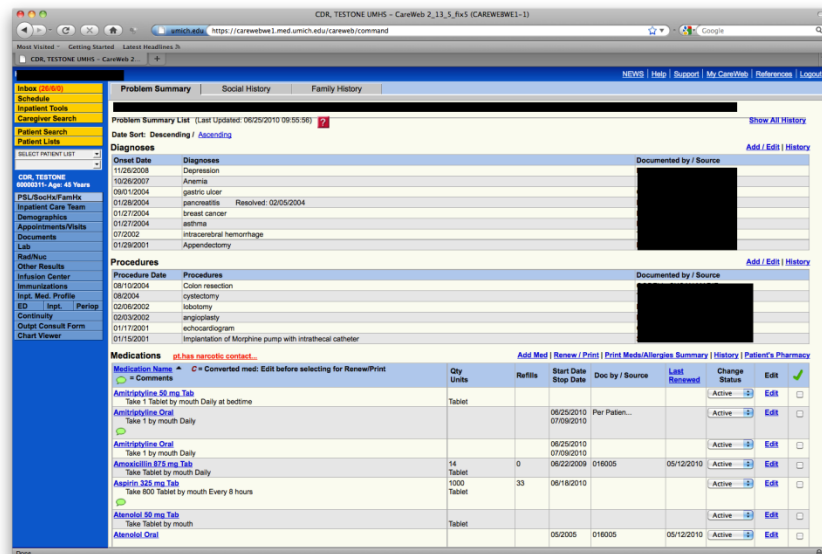 CDR, TESTONE UMHS – CareWeb 2_13_5_fix5 (CAREWEBWE1–1)
umich.edu https://carewebwe1.med.umich.edu/careweb/command
Google
Most Visited Getting Started Latest Headlines
CDR, TESTONE UMHS – CareWeb 2...
NEWS | Help | Support | My CareWeb | References | Logout
Inbox (26/6/0)
Schedule
Inpatient Tools
Caregiver Search
Patient Search
Patient Lists
SELECT PATIENT LIST
CDR, TESTONE
00000311- Age: 45 Years
PSL/SocHx/FamHx
Inpatient Care Team
Demographics
Appointments/Visits
Documents
Lab
Rad/Nuc
Other Results
Infusion Center
Immunizations
Inpt. Med. Profile
ED Inpt. Periop
Continuity
Outpt Consult Form
Chart Viewer
Problem Summary Social History Family History
Problem Summary List (Last Updated: 06/25/2010 09:55:56) ? Show All History
Date Sort: Descending / Ascending
Diagnoses Add / Edit | History
Onset Date Diagnoses Documented by / Source
11/26/2008 Depression
10/26/2007 Anemia
09/01/2004 gastric ulcer
01/28/2004 pancreatitis Resolved: 02/05/2004
01/27/2004 breast cancer
01/27/2004 asthma
07/2002 intracerebral hemorrhage
01/29/2001 Appendectomy
Procedures Add / Edit | History
Procedure Date Procedures Documented by / Source
08/10/2004 Colon resection
08/2004 cystectomy
02/06/2002 lobotomy
02/03/2002 angioplasty
01/17/2001 echocardiogram
01/15/2001 Implantation of Morphine pump with intrathecal catheter
Medications pt.has narcotic contact... Add Med | Renew / Print | Print Meds/Allergies Summary | History | Patient's Pharmacy
Medication Name C = Converted med: Edit before selecting for Renew/Print
= Comments
Qty Units Refills Start Date Stop Date Doc by / Source Last Renewed Change Status Edit
Amitriptyline 50 mg Tab Active Edit
Take 1 Tablet by mouth Daily at bedtime Tablet
Amitriptyline Oral 06/25/2010 Per Patien... Active Edit
Take 1 by mouth Daily 07/09/2010
Amitriptyline Oral 06/25/2010 Active Edit
Take 1 by mouth Daily 07/09/2010
Amoxicillin 875 mg Tab 14 0 06/22/2009 016005 05/12/2010 Active Edit
Take Tablet by mouth Daily Tablet
Aspirin 325 mg Tab 1000 33 06/18/2010 Active Edit
Take 800 Tablet by mouth Every 8 hours Tablet
Atenolol 50 mg Tab Active Edit
Take Tablet by mouth Tablet
Atenolol Oral 05/2005 016005 05/12/2010 Active Edit
Done